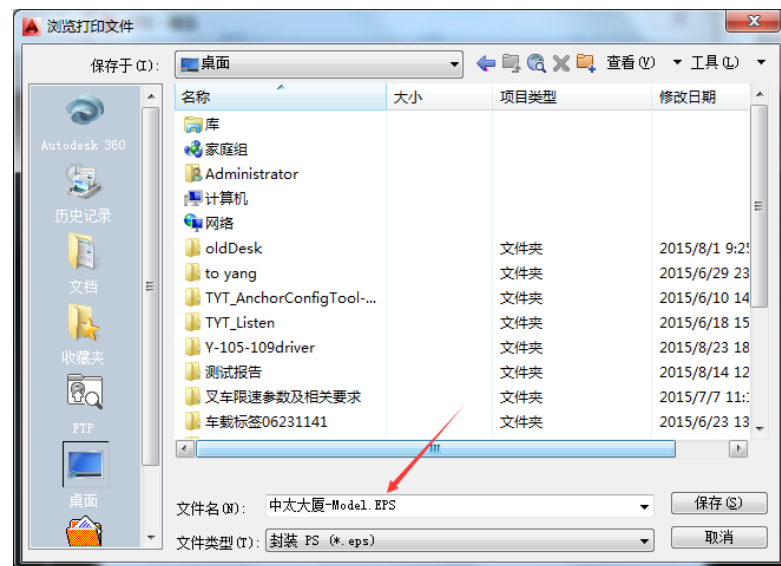 浏览打印文件
保存于(I): 桌面 查看(V) 工具(L)
名称 大小 项目类型 修改日期
库
家庭组
Administrator
计算机
网络
oldDesk 文件夹 2015/8/1 9:25
to yang 文件夹 2015/6/29 23
TYT_AnchorConfigTool-... 文件夹 2015/6/10 14
TYT_Listen 文件夹 2015/6/18 15
Y-105-109driver 文件夹 2015/8/23 18
测试报告 文件夹 2015/8/14 12
叉车限速参数及相关要求 文件夹 2015/7/7 11:
车载标签06231141 文件夹 2015/6/23 13
Autodesk 360
历史记录
文档
收藏夹
FTP
桌面
文件名(N): 中太大厦-Model.EPS 保存(S)
文件类型(T): 封装 PS (*.eps) 取消